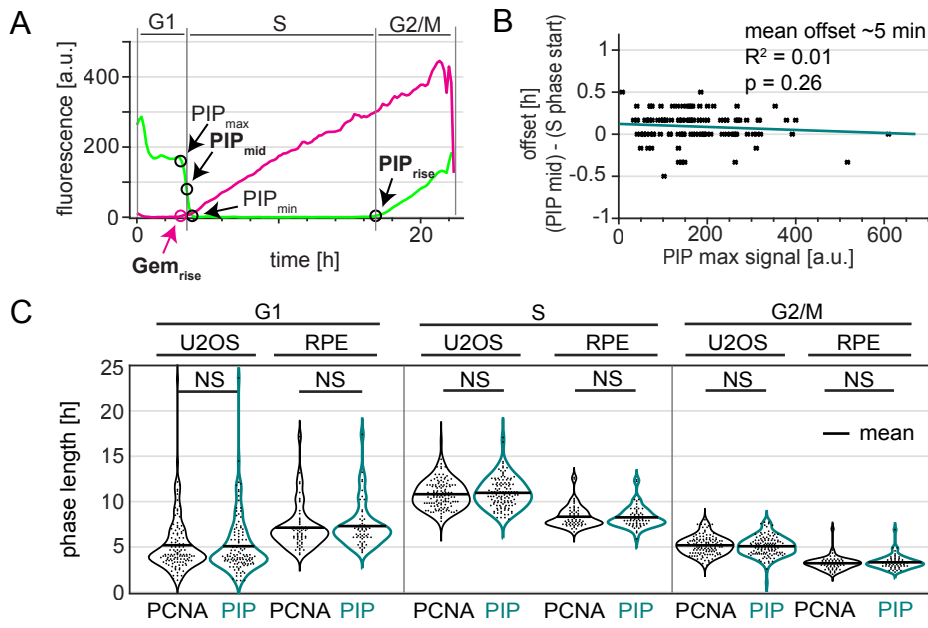 A
G1 S G2/M
fluorescence [a.u.]
400
200
0
PIPmax
PIPmid
PIPmin
PIPrise
Gemrise
0 20
time [h]
B
mean offset ~5 min
R² = 0.01
p = 0.26
offset [h]
(PIP mid) - (S phase start)
1
0.5
0
-0.5
-1
0 200 400 600
PIP max signal [a.u.]
C
G1 S G2/M
U2OS RPE U2OS RPE U2OS RPE
NS NS NS NS NS NS
mean
phase length [h]
25
20
15
10
5
0
PCNA PIP PCNA PIP PCNA PIP PCNA PIP PCNA PIP PCNA PIP